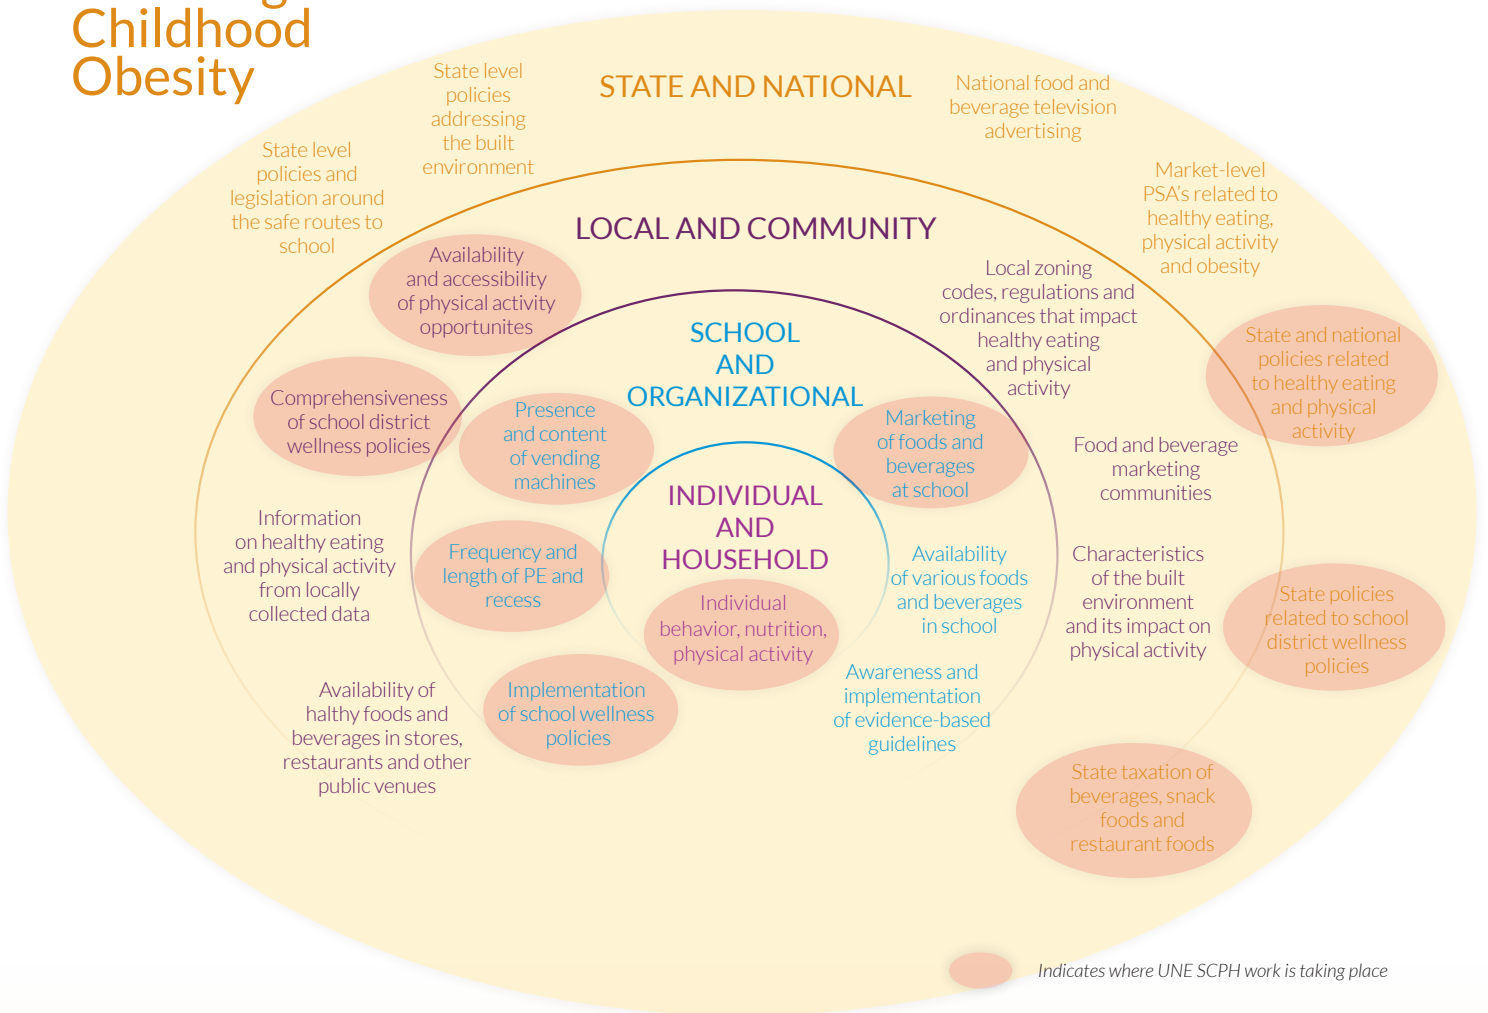 Childhood
Obesity
STATE AND NATIONAL
State level
policies
addressing
the built
environment
National food and
beverage television
advertising
State level
policies and
legislation around
the safe routes to
school
Market-level
PSA's related to
healthy eating,
physical activity
and obesity
State and national
policies related
to healthy eating
and physical
activity
State policies
related to school
district wellness
policies
State taxation of
beverages, snack
foods and
restaurant foods
LOCAL AND COMMUNITY
Availability
and accessibility
of physical activity
opportunites
Local zoning
codes, regulations and
ordinances that impact
healthy eating
and physical
activity
Comprehensiveness
of school district
wellness policies
Food and beverage
marketing
communities
Information
on healthy eating
and physical activity
from locally
collected data
Characteristics
of the built
environment
and its impact on
physical activity
Availability of
halthy foods and
beverages in stores,
restaurants and other
public venues
SCHOOL
AND
ORGANIZATIONAL
Presence
and content
of vending
machines
Marketing
of foods and
beverages
at school
Frequency and
length of PE and
recess
Availability
of various foods
and beverages
in school
Implementation
of school wellness
policies
Awareness and
implementation
of evidence-based
guidelines
INDIVIDUAL
AND
HOUSEHOLD
Individual
behavior, nutrition,
physical activity
Indicates where UNE SCPH work is taking place